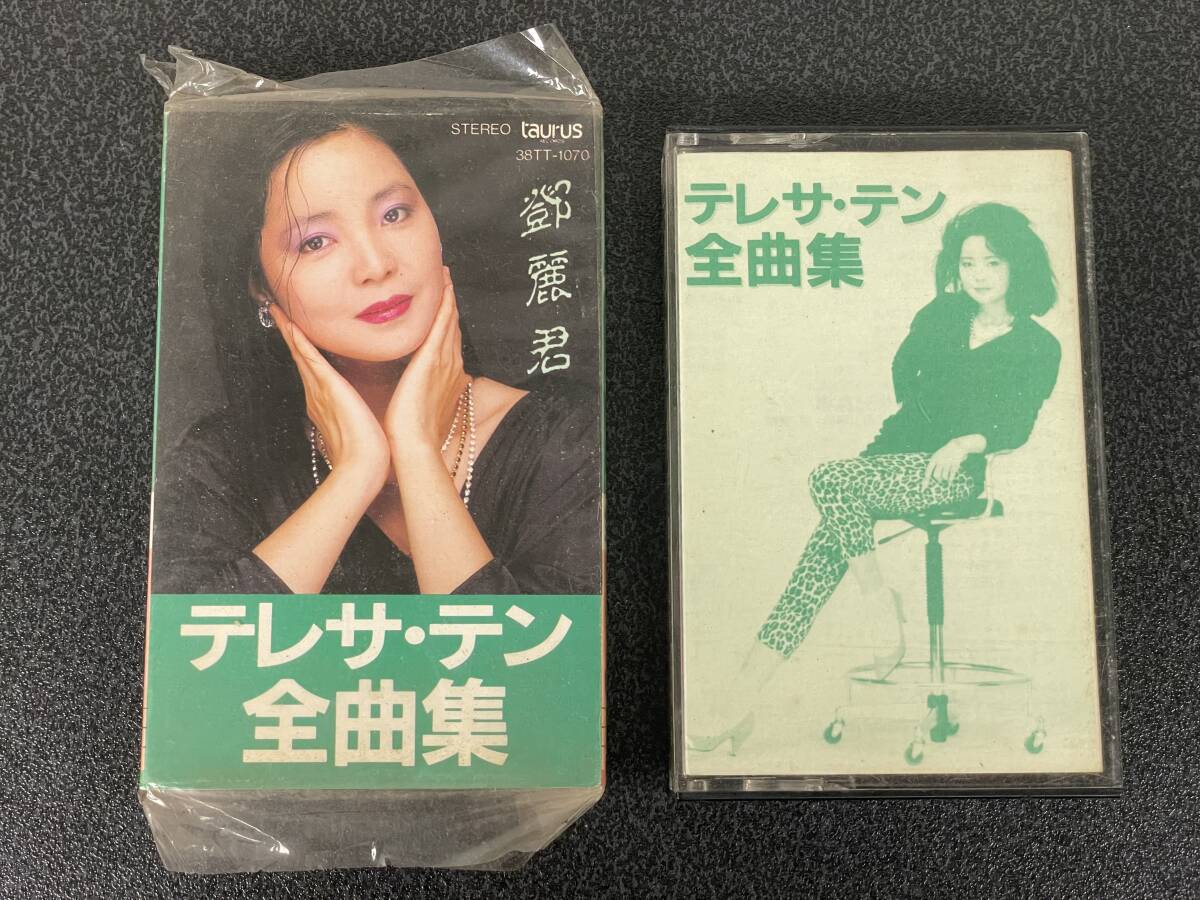 STEREO taurus
RECORDS
38TT-1070
鄧麗君
テレサ・テン
全曲集
テレサ・テン
全曲集